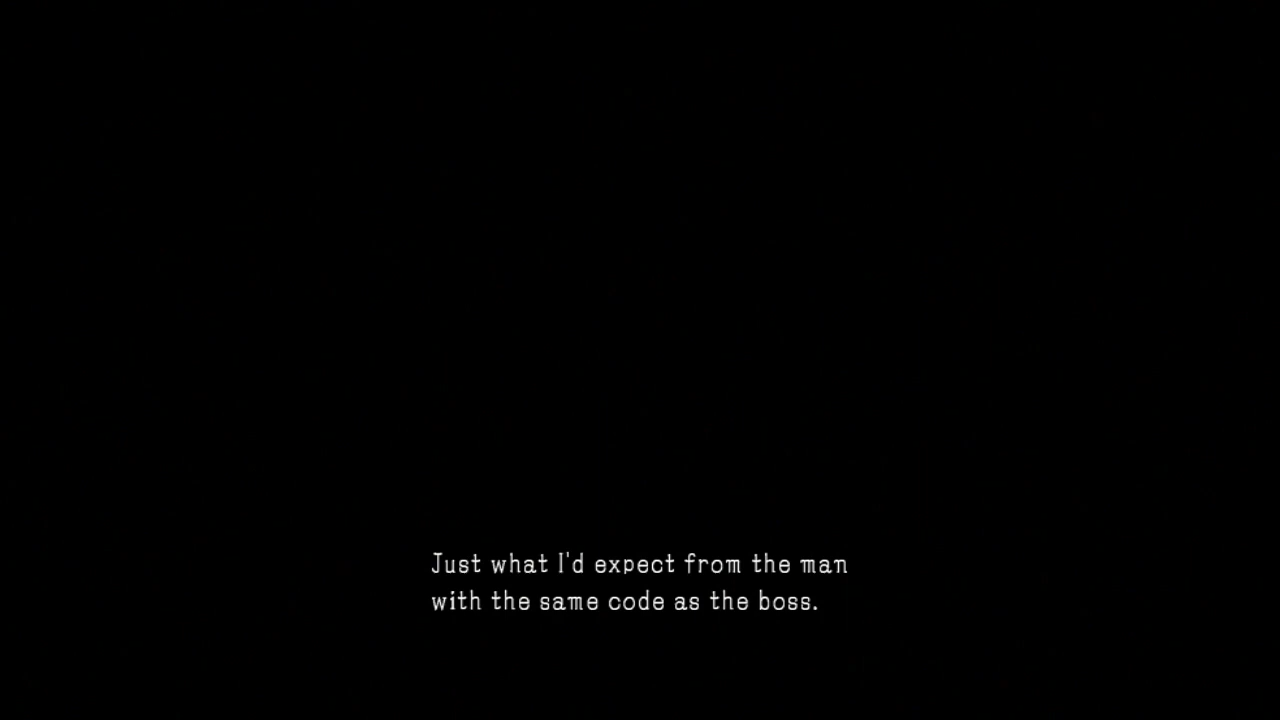 Just what I'd expect from the man
with the same code as the boss.